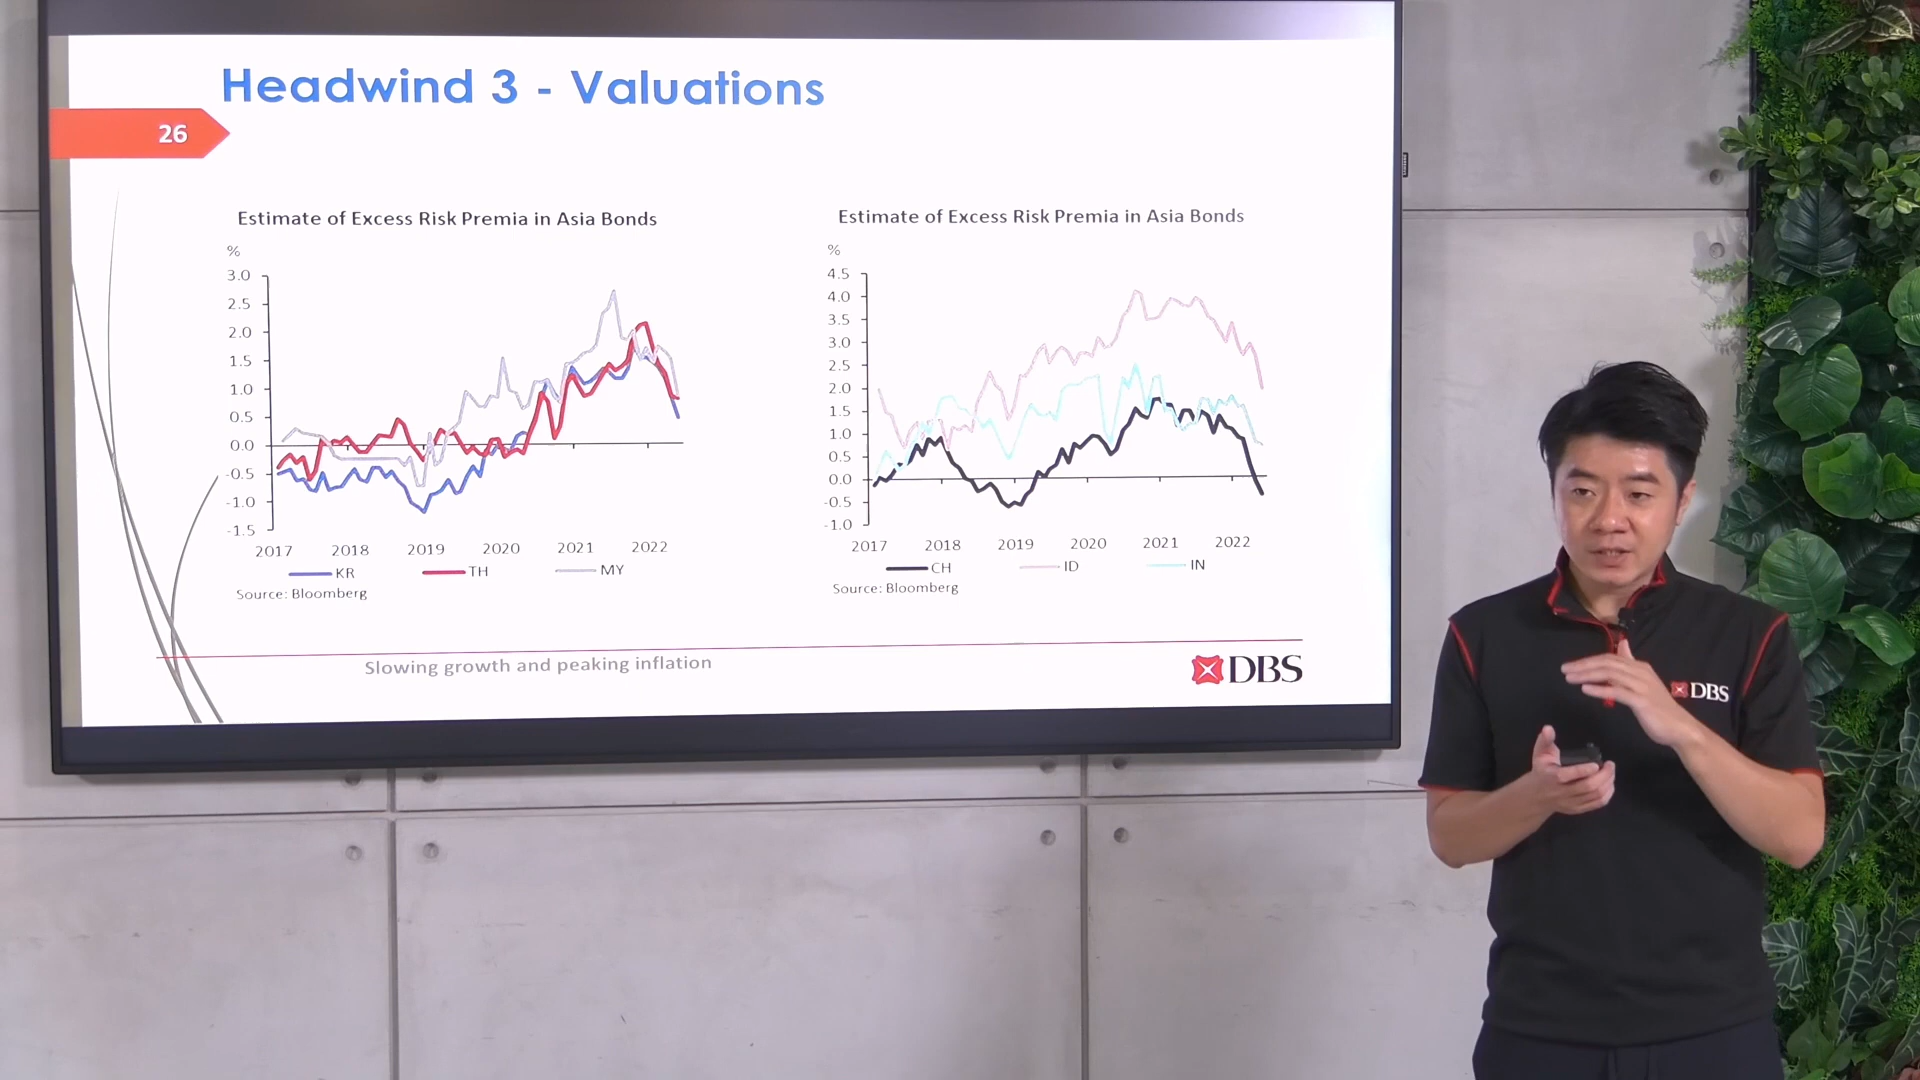 Headwind 3 - Valuations
26
Estimate of Excess Risk Premia in Asia Bonds
%
3.0
2.5
2.0
1.5
1.0
0.5
0.0
-0.5
-1.0
-1.5
2017 2018 2019 2020 2021 2022
KR TH MY
Source: Bloomberg
Estimate of Excess Risk Premia in Asia Bonds
%
4.5
4.0
3.5
3.0
2.5
2.0
1.5
1.0
0.5
0.0
-0.5
-1.0
2017 2018 2019 2020 2021 2022
CH ID IN
Source: Bloomberg
Slowing growth and peaking inflation
DBS
DBS